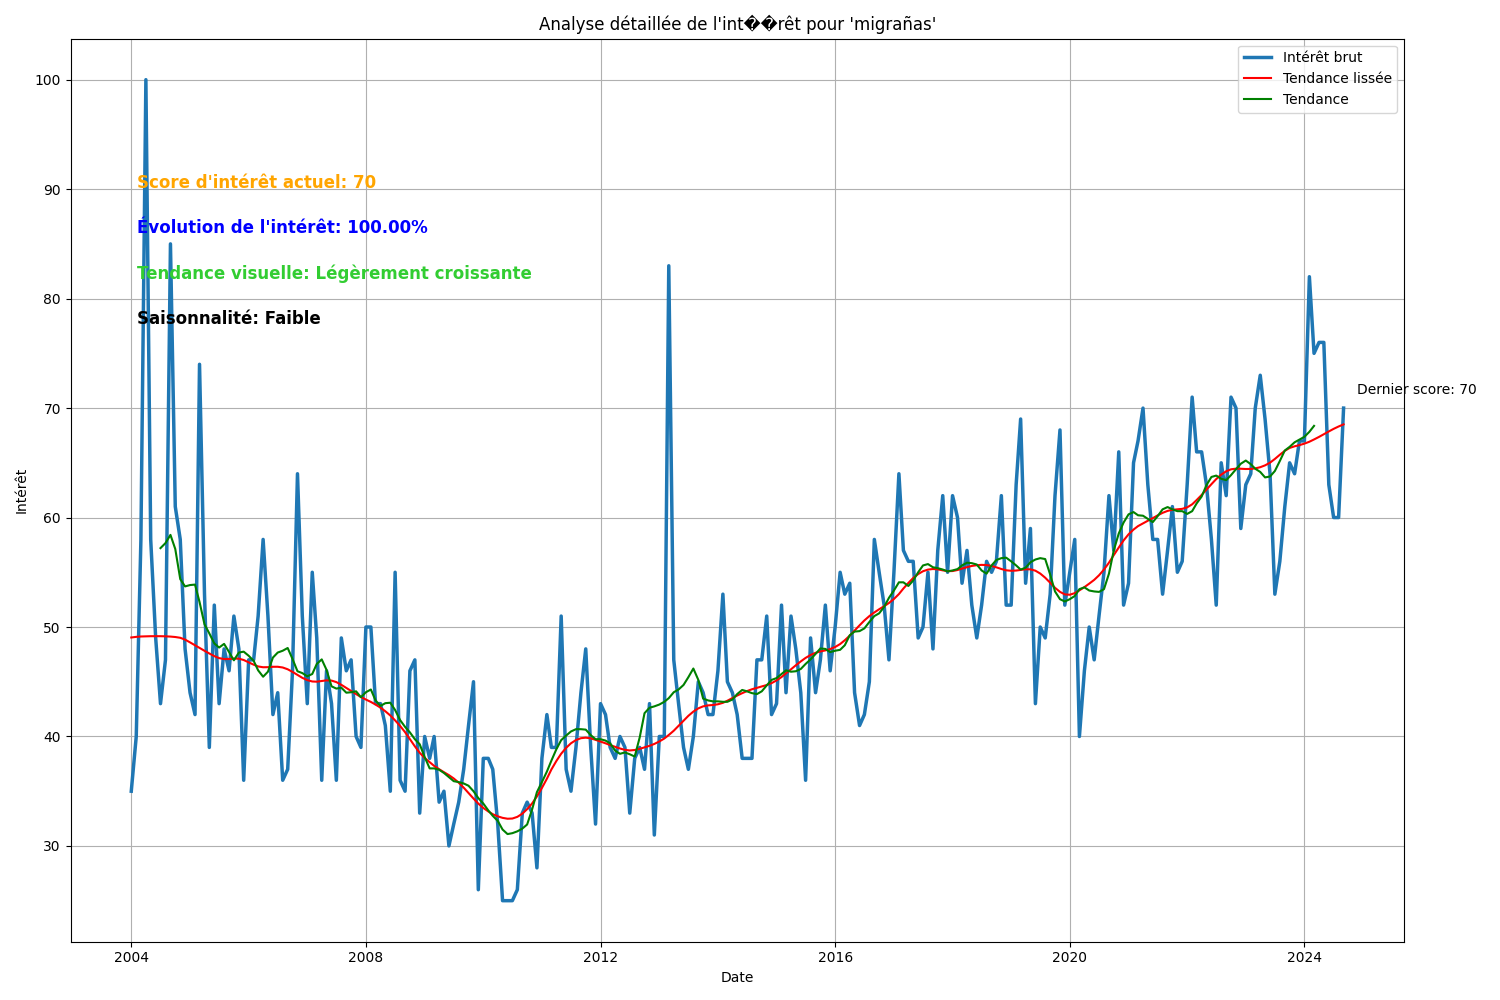 Analyse détaillée de l'int��rêt pour 'migrañas'
Intérêt brut
Tendance lissée
Tendance
Score d'intérêt actuel: 70
Évolution de l'intérêt: 100.00%
Tendance visuelle: Légèrement croissante
Saisonnalité: Faible
Dernier score: 70
Intérêt
100
90
80
70
60
50
40
30
2004
2008
2012
2016
2020
2024
Date